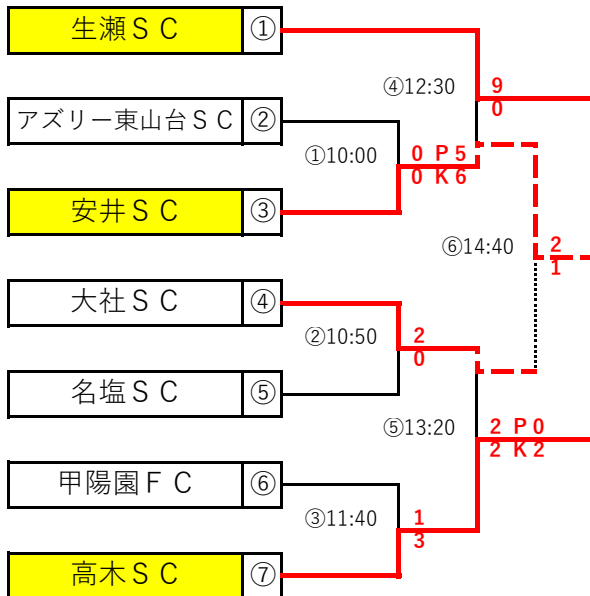 生瀬ＳＣ ①
④12:30 9
0
アズリー東山台ＳＣ ②
①10:00 0 P 5
0 K 6
安井ＳＣ ③
⑥14:40 2
1
大社ＳＣ ④
②10:50 2
0
名塩ＳＣ ⑤
⑤13:20 2 P 0
2 K 2
甲陽園ＦＣ ⑥
③11:40 1
3
高木ＳＣ ⑦